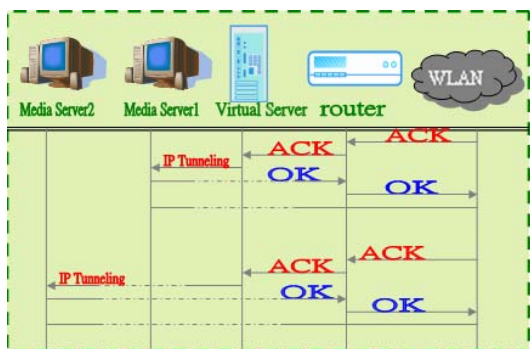 WLAN
Media Server2 Media Server1 Virtual Server router
ACK
ACK
IP Tunneling
OK
OK
ACK
ACK
IP Tunneling
OK
OK